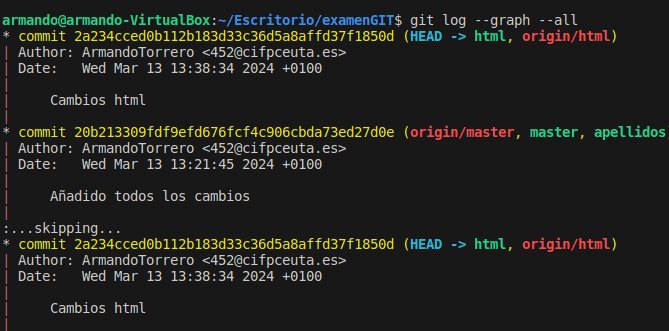 armando@armando-VirtualBox:~/Escritorio/examenGIT$ git log --graph --all
* commit 2a234cced0b112b183d33c36d5a8affd37f1850d (HEAD -> html, origin/html)
| Author: ArmandoTorrero <452@cifpceuta.es>
| Date:   Wed Mar 13 13:38:34 2024 +0100
|
|     Cambios html
|
* commit 20b213309fdf9efd676fcf4c906cbda73ed27d0e (origin/master, master, apellidos
| Author: ArmandoTorrero <452@cifpceuta.es>
| Date:   Wed Mar 13 13:21:45 2024 +0100
|
|     Añadido todos los cambios
|
:...skipping...
* commit 2a234cced0b112b183d33c36d5a8affd37f1850d (HEAD -> html, origin/html)
| Author: ArmandoTorrero <452@cifpceuta.es>
| Date:   Wed Mar 13 13:38:34 2024 +0100
|
|     Cambios html
|